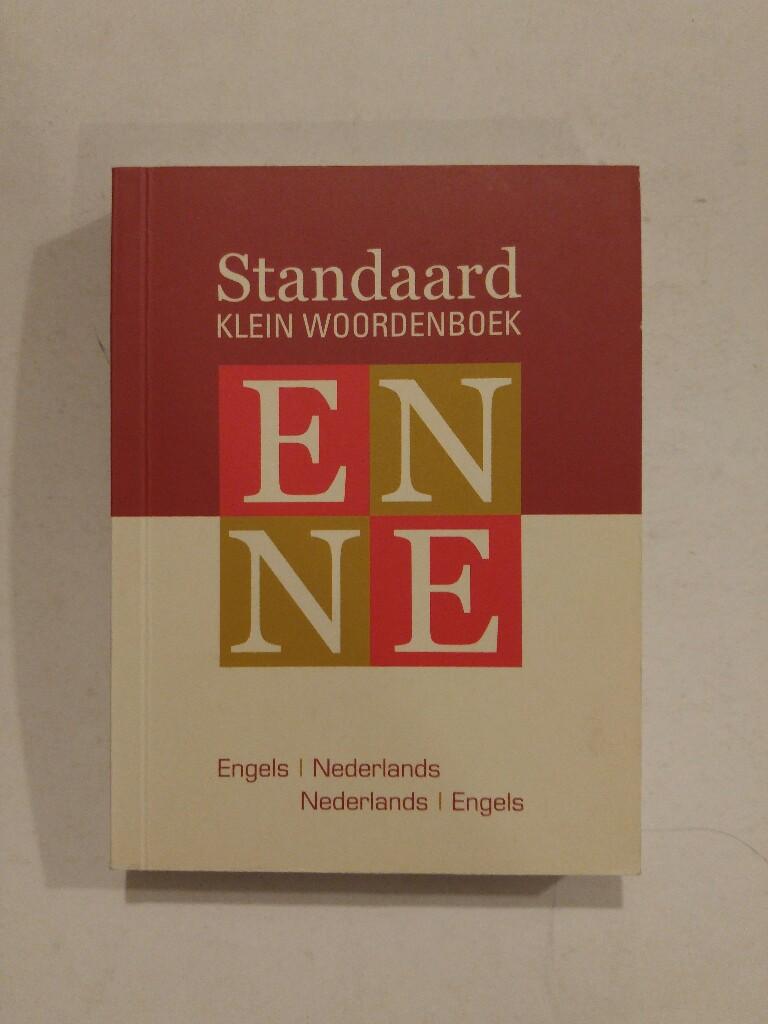 Standaard
KLEIN WOORDENBOEK
EN
NE
Engels | Nederlands
Nederlands | Engels